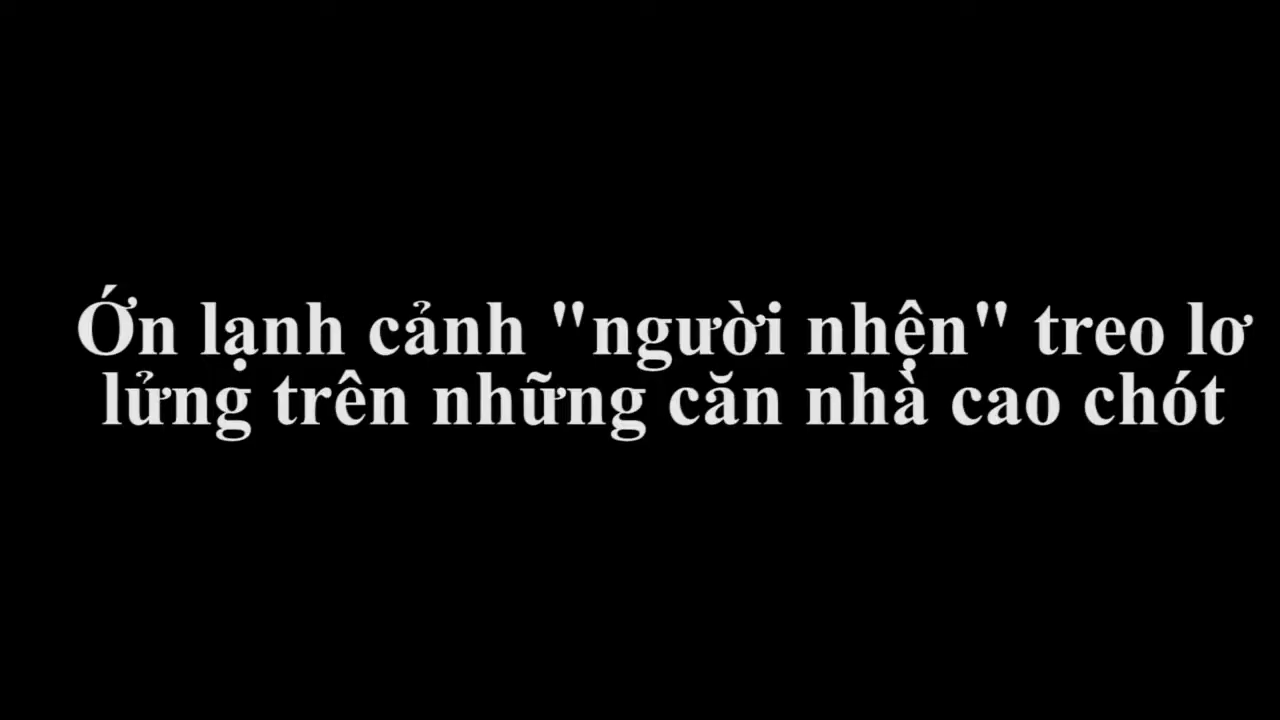 Ớn lạnh cảnh "người nhện" treo lơ
lửng trên những căn nhà cao chót